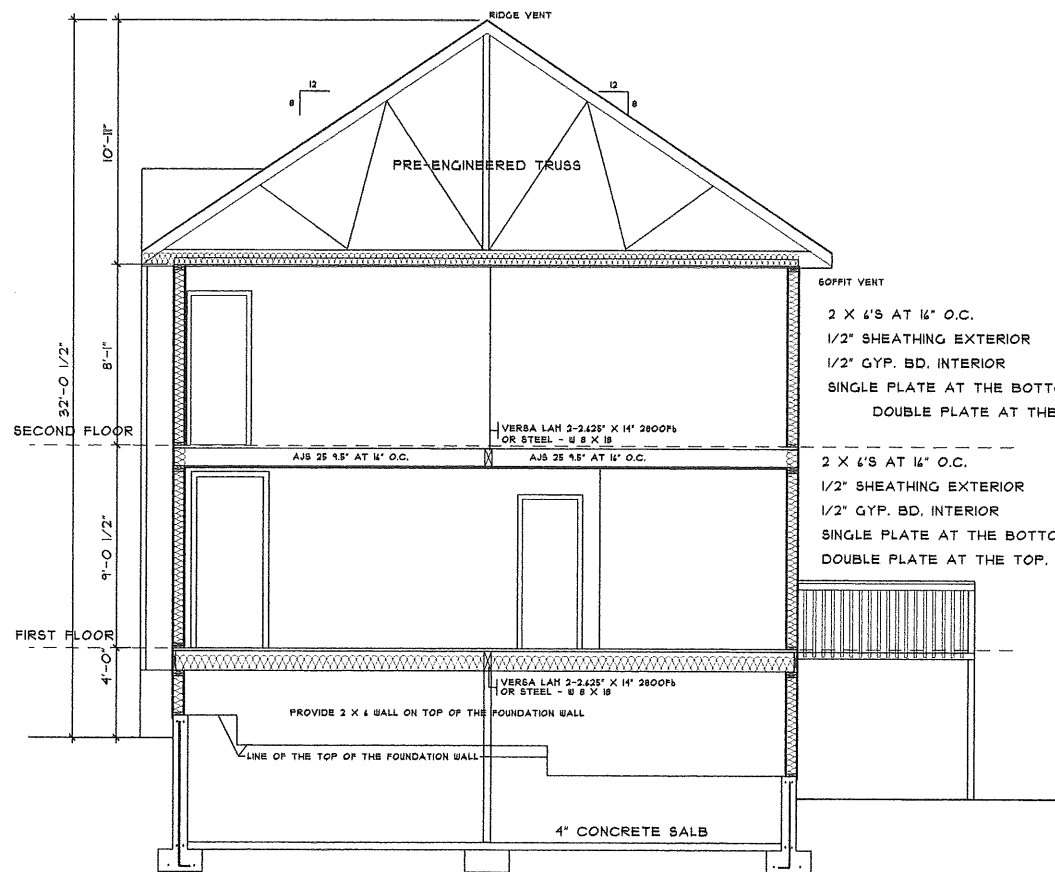 RIDGE VENT
12
8
12
8
10'-11"
PRE-ENGINEERED TRUSS
SOFFIT VENT
2 X 6'S AT 16" O.C.
1/2" SHEATHING EXTERIOR
1/2" GYP. BD. INTERIOR
SINGLE PLATE AT THE BOTTO
DOUBLE PLATE AT THE
8'-1"
32'-0 1/2"
SECOND FLOOR
VERSA LAM 2-2.625" X 14" 2800Fb
OR STEEL - W 8 X 18
AJS 25 9.5" AT 16" O.C.
AJS 25 9.5" AT 16" O.C.
2 X 6'S AT 16" O.C.
1/2" SHEATHING EXTERIOR
1/2" GYP. BD. INTERIOR
SINGLE PLATE AT THE BOTTO
DOUBLE PLATE AT THE TOP.
9'-0 1/2"
FIRST FLOOR
4'-0"
VERSA LAM 2-2.625" X 14" 2800Fb
OR STEEL - W 8 X 18
PROVIDE 2 X 6 WALL ON TOP OF THE FOUNDATION WALL
LINE OF THE TOP OF THE FOUNDATION WALL
4" CONCRETE SALB